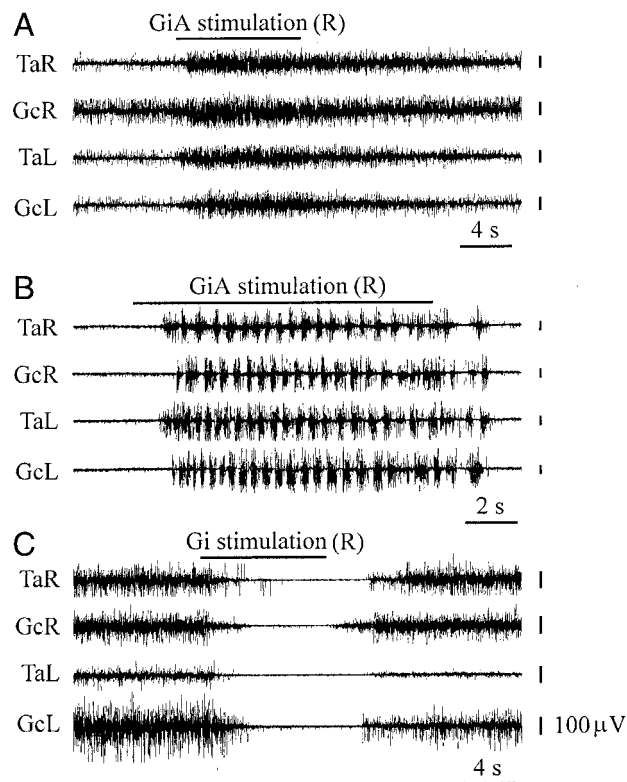 A
GiA stimulation (R)
TaR
GcR
TaL
GcL
4 s
B
GiA stimulation (R)
TaR
GcR
TaL
GcL
2 s
C
Gi stimulation (R)
TaR
GcR
TaL
GcL
100 μV
4 s